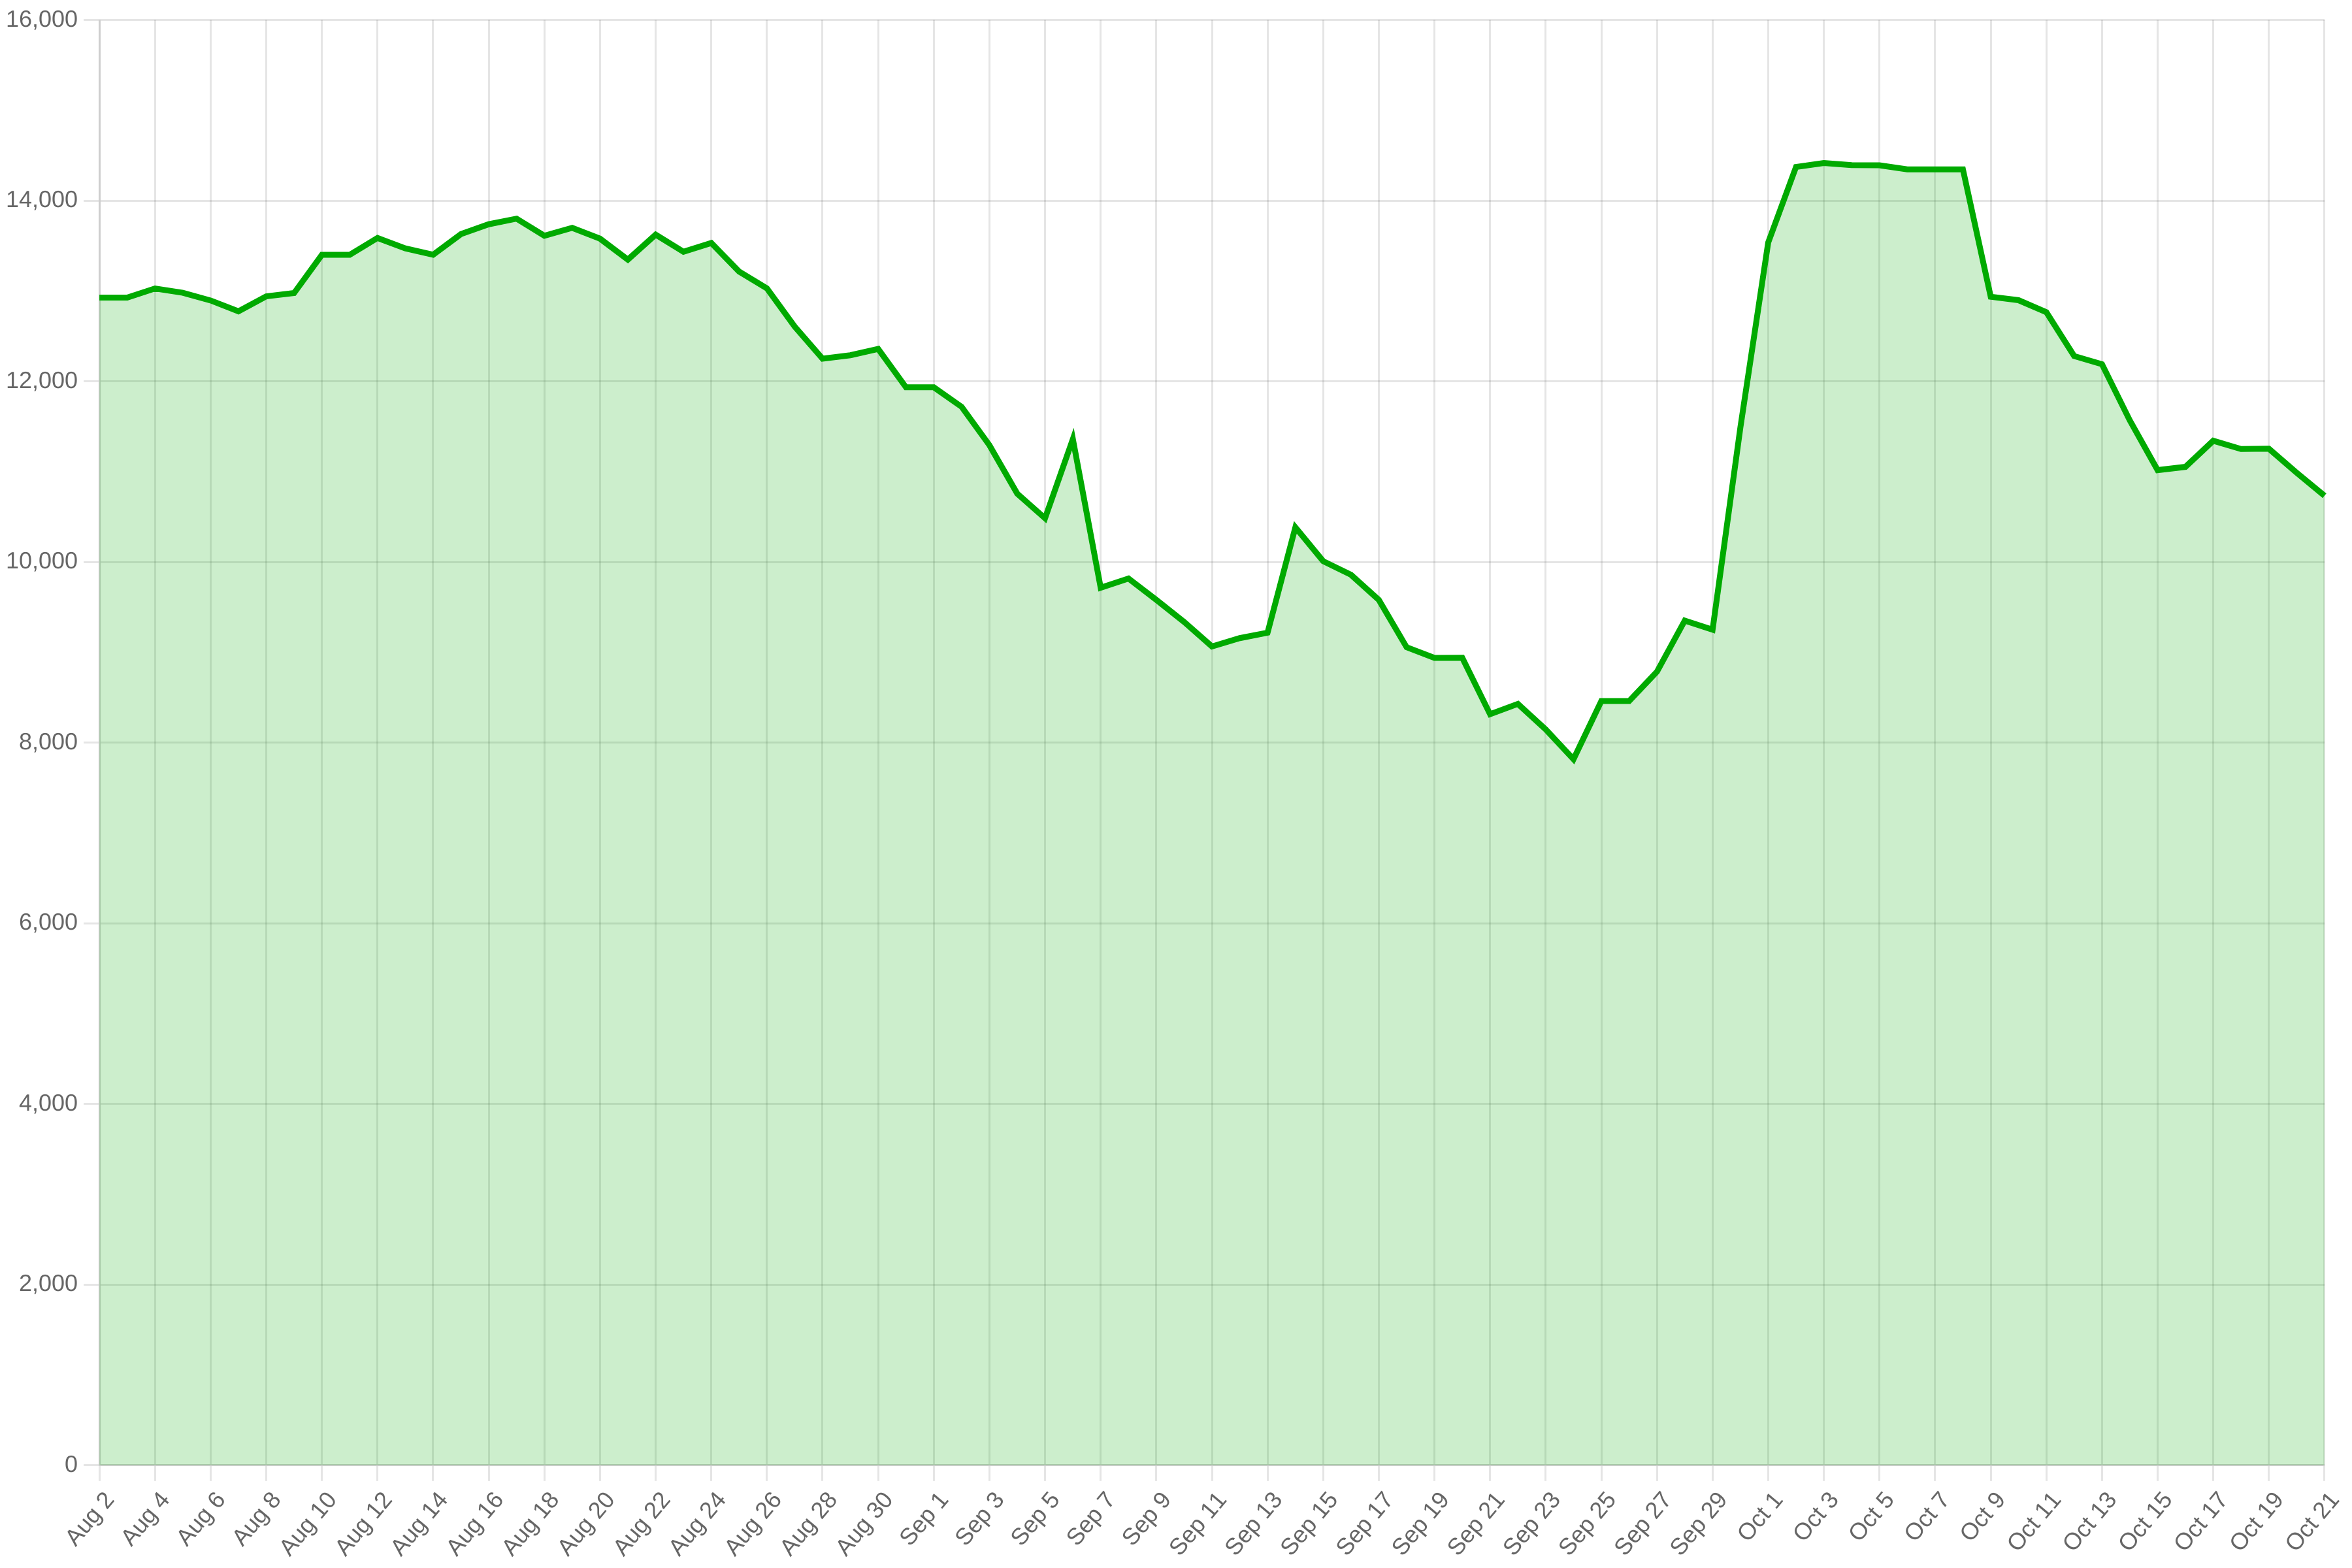 16,000
14,000
12,000
10,000
8,000
6,000
4,000
2,000
0
Aug 2
Aug 4
Aug 6
Aug 8
Aug 10
Aug 12
Aug 14
Aug 16
Aug 18
Aug 20
Aug 22
Aug 24
Aug 26
Aug 28
Aug 30
Sep 1
Sep 3
Sep 5
Sep 7
Sep 9
Sep 11
Sep 13
Sep 15
Sep 17
Sep 19
Sep 21
Sep 23
Sep 25
Sep 27
Sep 29
Oct 1
Oct 3
Oct 5
Oct 7
Oct 9
Oct 11
Oct 13
Oct 15
Oct 17
Oct 19
Oct 21